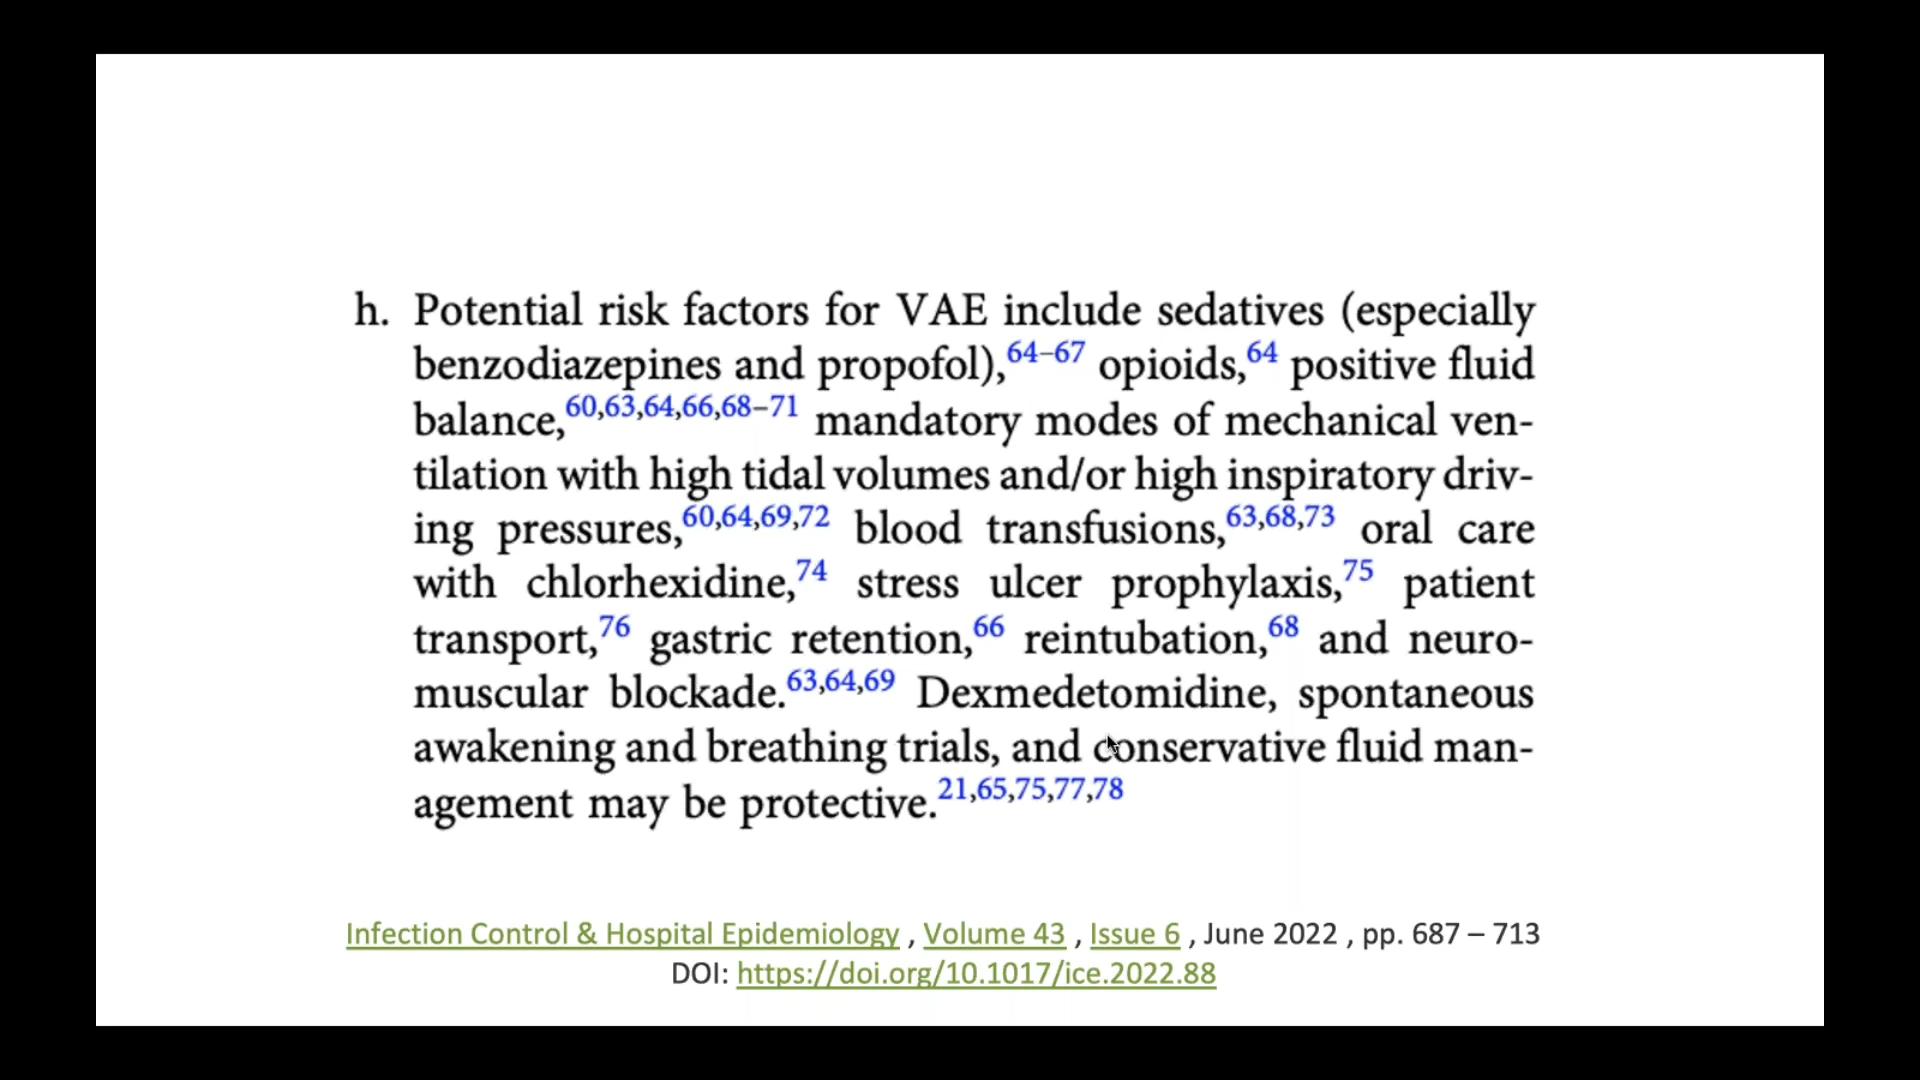 h. Potential risk factors for VAE include sedatives (especially
benzodiazepines and propofol),64–67 opioids,64 positive fluid
balance,60,63,64,66,68–71 mandatory modes of mechanical ven-
tilation with high tidal volumes and/or high inspiratory driv-
ing pressures,60,64,69,72 blood transfusions,63,68,73 oral care
with chlorhexidine,74 stress ulcer prophylaxis,75 patient
transport,76 gastric retention,66 reintubation,68 and neuro-
muscular blockade.63,64,69 Dexmedetomidine, spontaneous
awakening and breathing trials, and conservative fluid man-
agement may be protective.21,65,75,77,78
Infection Control & Hospital Epidemiology , Volume 43 , Issue 6 , June 2022 , pp. 687 – 713
DOI: https://doi.org/10.1017/ice.2022.88